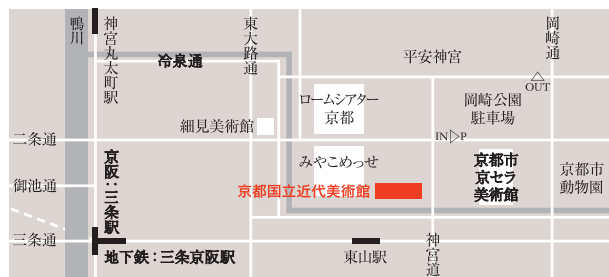 鴨川
神宮丸太町駅
東大路通
岡崎通
冷泉通
平安神宮
OUT
ロームシアター
京都
岡崎公園
駐車場
細見美術館
二条通
IN
P
みやこめっせ
京都市
京セラ
美術館
京都市
動物園
京阪:三条駅
御池通
京都国立近代美術館
三条通
地下鉄:三条京阪駅
東山駅
神宮道